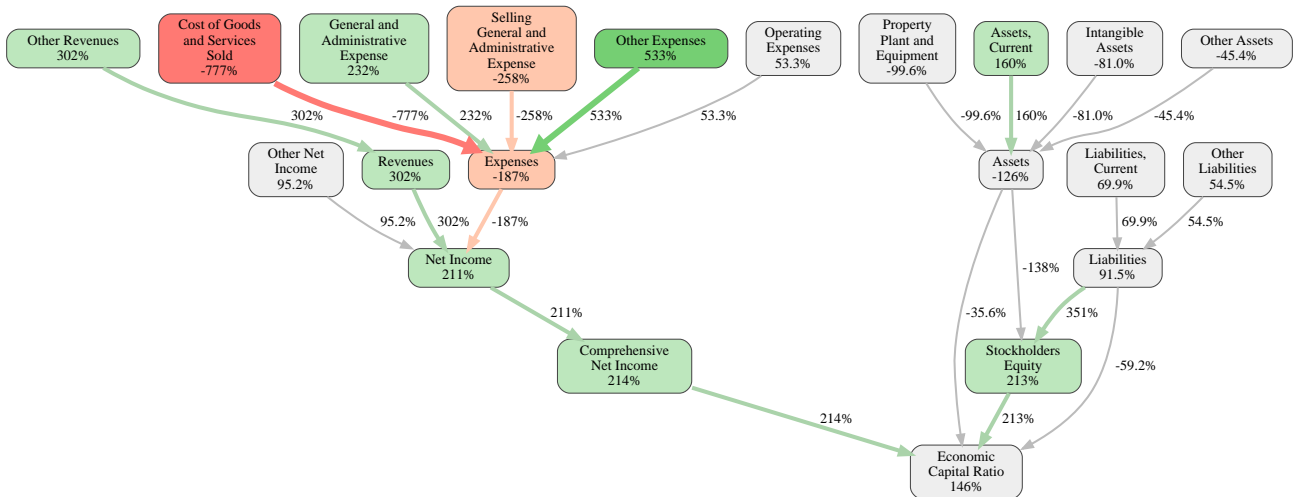 Other Revenues
302%
Cost of Goods
and Services
Sold
-777%
General and
Administrative
Expense
232%
Selling
General and
Administrative
Expense
-258%
Other Expenses
533%
Operating
Expenses
53.3%
Property
Plant and
Equipment
-99.6%
Assets,
Current
160%
Intangible
Assets
-81.0%
Other Assets
-45.4%
302%
-777%
232%
-258%
533%
53.3%
-99.6%
160%
-81.0%
-45.4%
Other Net
Income
95.2%
Revenues
302%
Expenses
-187%
Assets
-126%
Liabilities,
Current
69.9%
Other
Liabilities
54.5%
95.2%
302%
-187%
69.9%
54.5%
Net Income
211%
-138%
Liabilities
91.5%
211%
-35.6%
351%
Comprehensive
Net Income
214%
Stockholders
Equity
213%
-59.2%
214%
213%
Economic
Capital Ratio
146%